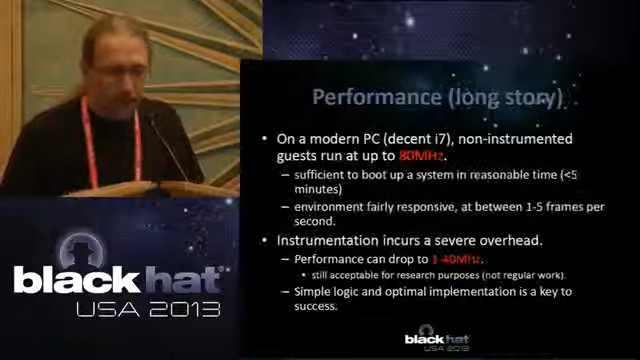 Performance (long story)
• On a modern PC (decent i7), non-instrumented
guests run at up to 80MHz.
– sufficient to boot up a system in reasonable time (<5
minutes)
– environment fairly responsive, at between 1-5 frames per
second.
• Instrumentation incurs a severe overhead.
– Performance can drop to 1-40MHz.
• still acceptable for research purposes (not regular work).
– Simple logic and optimal implementation is a key to
success.
black hat
USA 2013
black hat
USA 2013